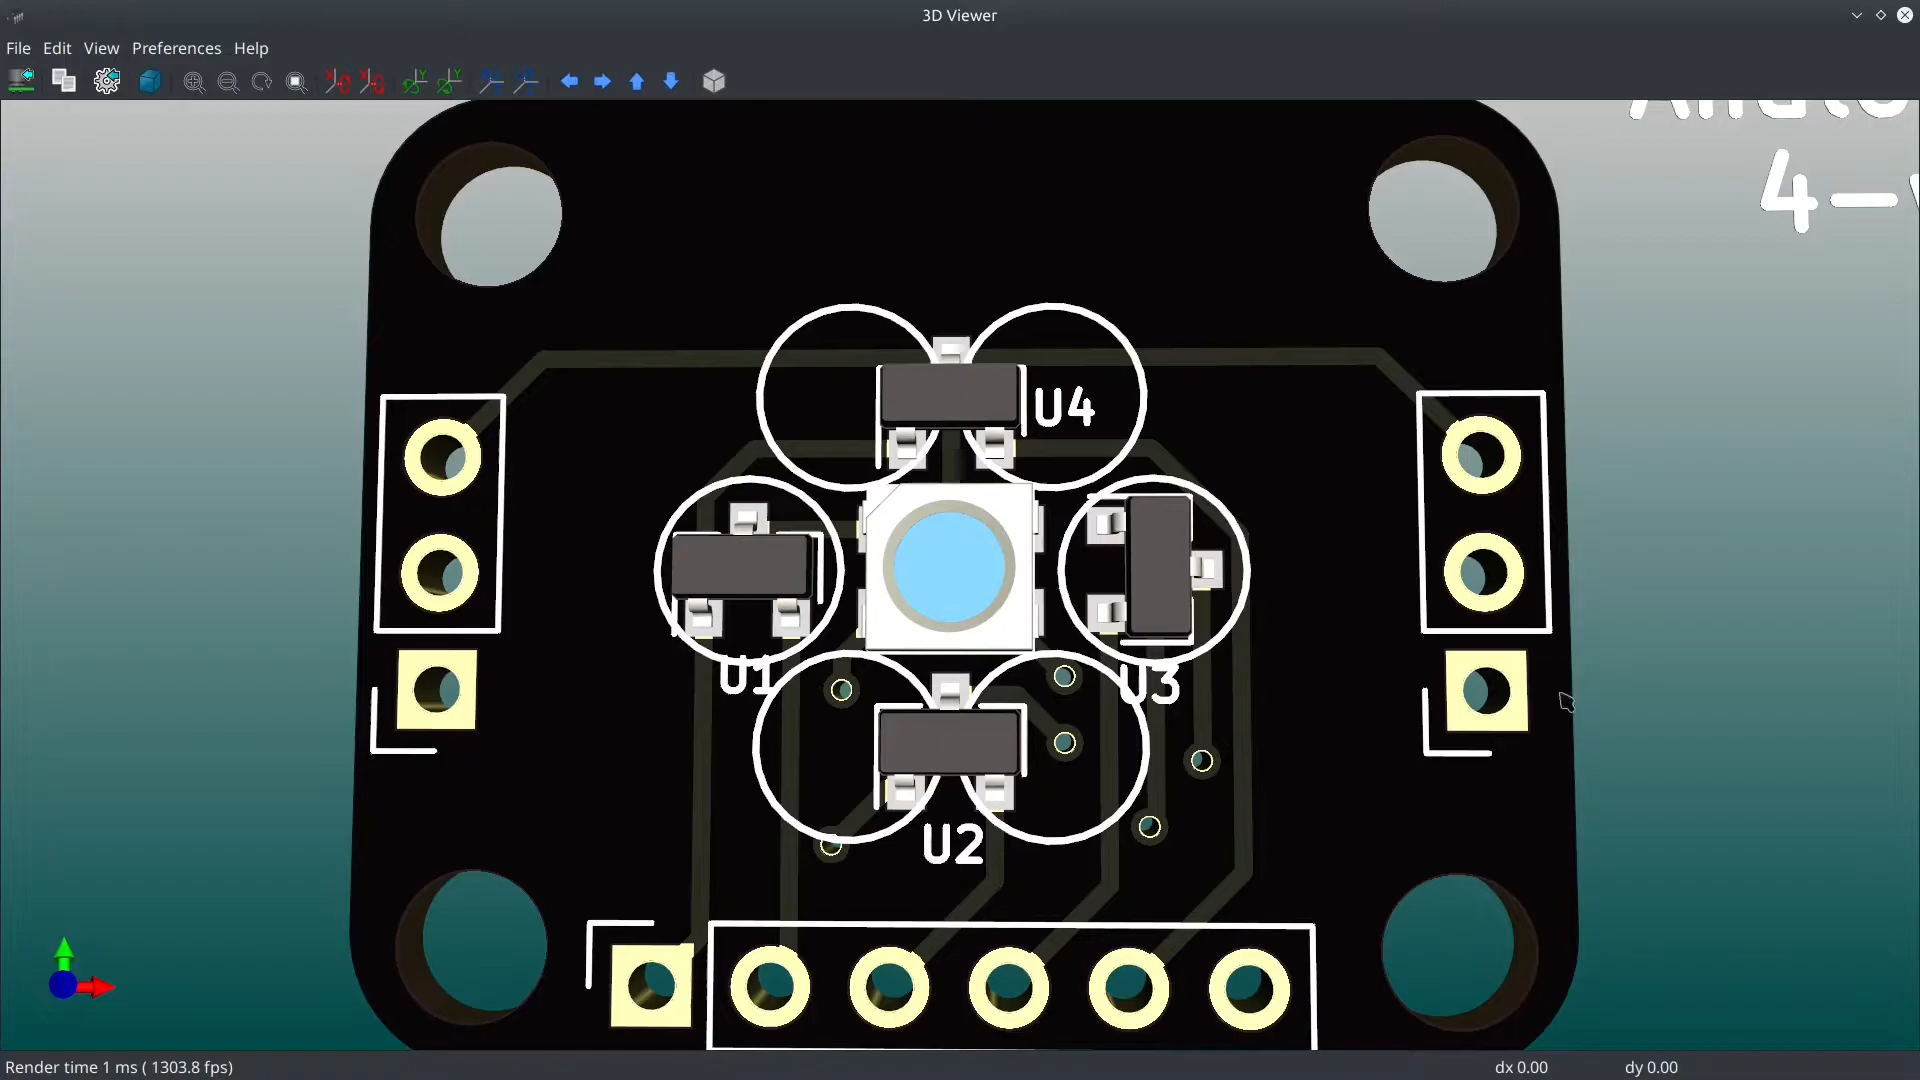 3D Viewer
File Edit View Preferences Help
4-
U4
U1
U3
U2
Render time 1 ms ( 1303.8 fps)
dx 0.00
dy 0.00